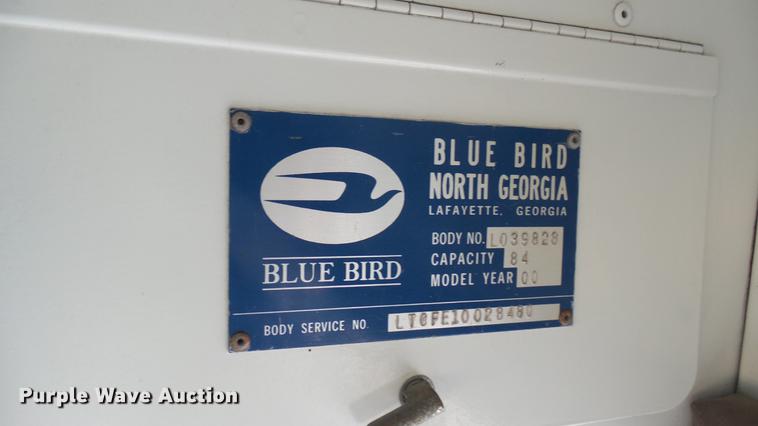 BLUE BIRD
NORTH GEORGIA
LAFAYETTE, GEORGIA
BODY NO. L039828
CAPACITY 84
MODEL YEAR 00
BLUE BIRD
BODY SERVICE NO. LT0FE10028480
Purple Wave Auction